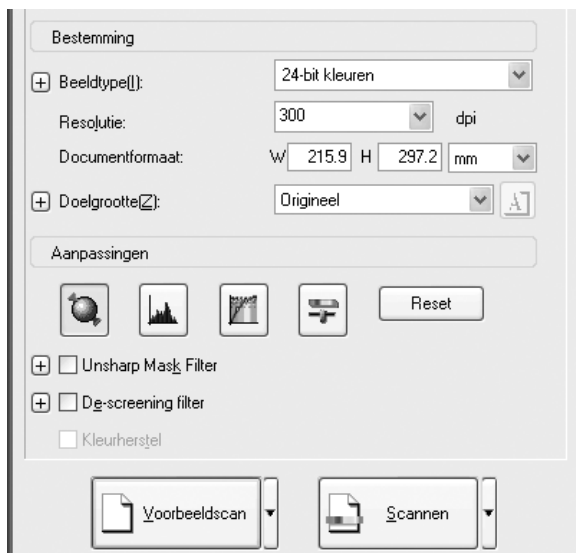 Bestemming
Beeldtype(I): 24-bit kleuren
Resolutie: 300 dpi
Documentformaat: W 215.9 H 297.2 mm
Doelgrootte(Z): Origineel A
Aanpassingen
Reset
Unsharp Mask Filter
De-screening filter
Kleurherstel
Voorbeeldscan Scannen